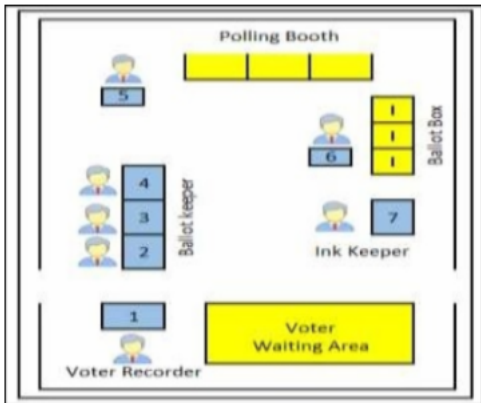 Polling Booth
5
I
I
I
Ballot Box
6
4
3
2
Ballot keeper
7
Ink Keeper
1
Voter Recorder
Voter
Waiting Area